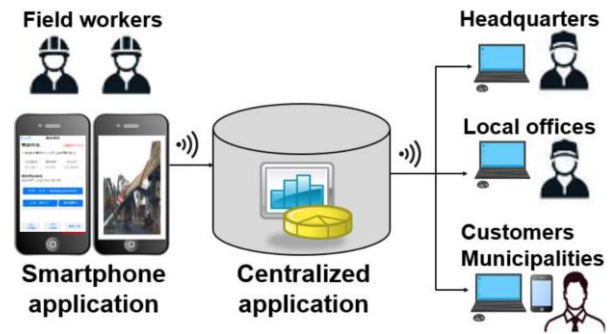 Field workers
Headquarters
Local offices
Smartphone
application
Centralized
application
Customers
Municipalities